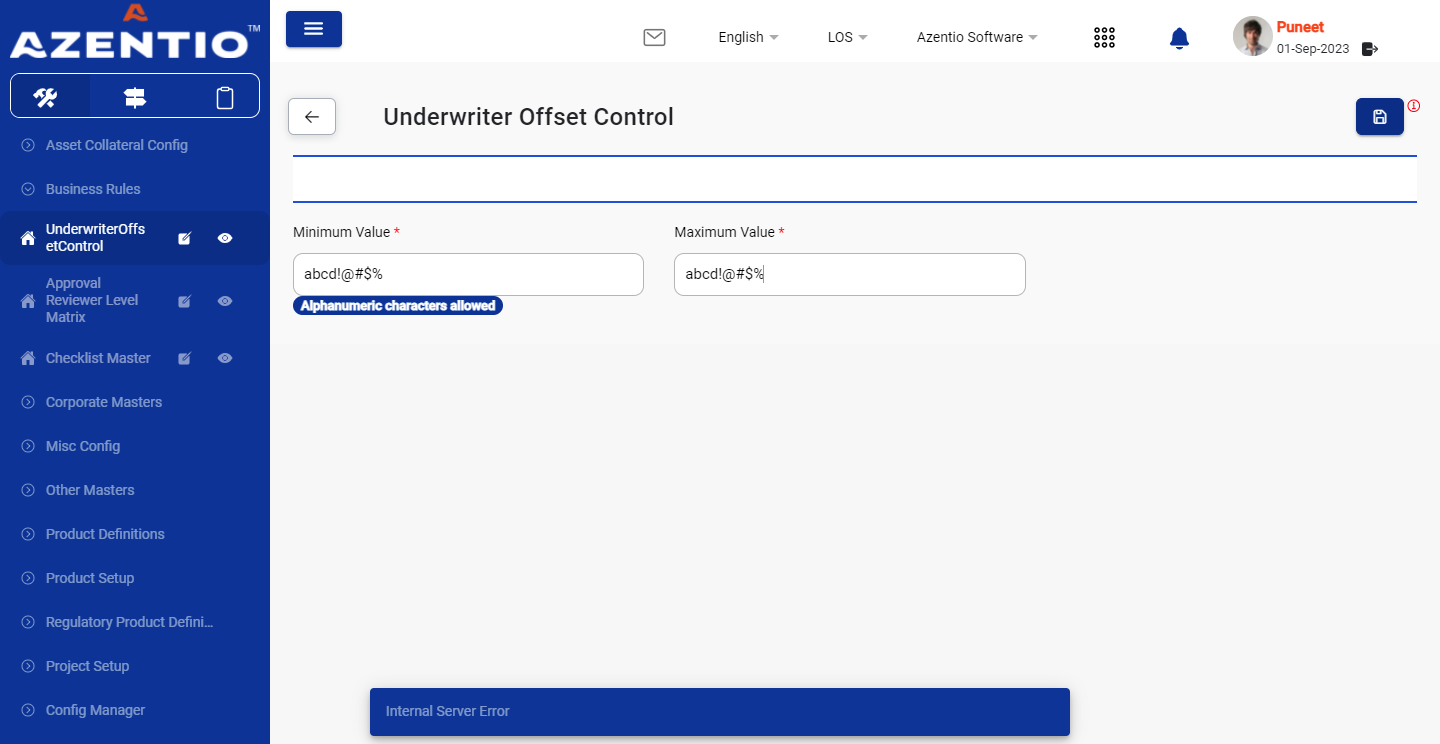 AZENTIO™
English
LOS
Azentio Software
Puneet
01-Sep-2023
Asset Collateral Config
Business Rules
UnderwriterOffs
etControl
Approval
Reviewer Level
Matrix
Checklist Master
Corporate Masters
Misc Config
Other Masters
Product Definitions
Product Setup
Regulatory Product Defini...
Project Setup
Config Manager
Underwriter Offset Control
Minimum Value *
Maximum Value *
abcd!@#$%
abcd!@#$%
Alphanumeric characters allowed
Internal Server Error